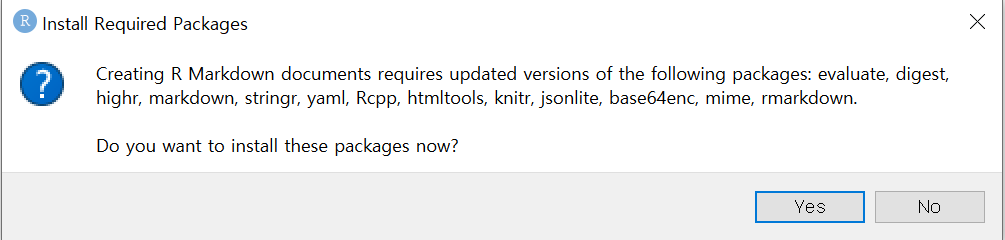 R Install Required Packages
?
Creating R Markdown documents requires updated versions of the following packages: evaluate, digest,
highr, markdown, stringr, yaml, Rcpp, htmltools, knitr, jsonlite, base64enc, mime, rmarkdown.
Do you want to install these packages now?
Yes No